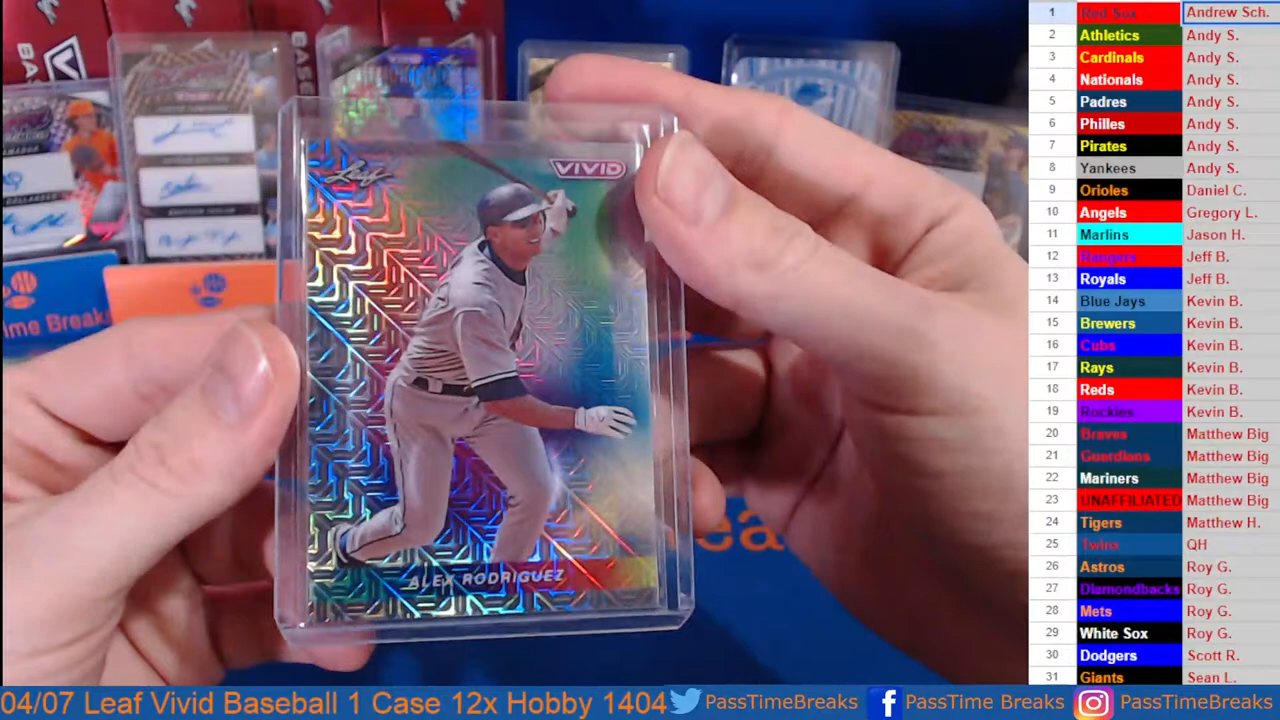 Leaf
VIVID
ALEX RODRIGUEZ
Time Breaks
1 Red Sox Andrew Sch.
2 Athletics Andy S.
3 Cardinals Andy S.
4 Nationals Andy S.
5 Padres Andy S.
6 Philles Andy S.
7 Pirates Andy S.
8 Yankees Andy S.
9 Orioles Daniel C.
10 Angels Gregory L.
11 Marlins Jason H.
12 Rangers Jeff B.
13 Royals Jeff B.
14 Blue Jays Kevin B.
15 Brewers Kevin B.
16 Cubs Kevin B.
17 Rays Kevin B.
18 Reds Kevin B.
19 Rockies Kevin B.
20 Braves Matthew Big
21 Guardians Matthew Big
22 Mariners Matthew Big
23 UNAFFILIATED Matthew Big
24 Tigers Matthew H.
25 Twins QH
26 Astros Roy G.
27 Diamondbacks Roy G.
28 Mets Roy G.
29 White Sox Roy G.
30 Dodgers Scott R.
31 Giants Sean L.
04/07 Leaf Vivid Baseball 1 Case 12x Hobby 1404 PassTimeBreaks PassTime Breaks PassTimeBreaks